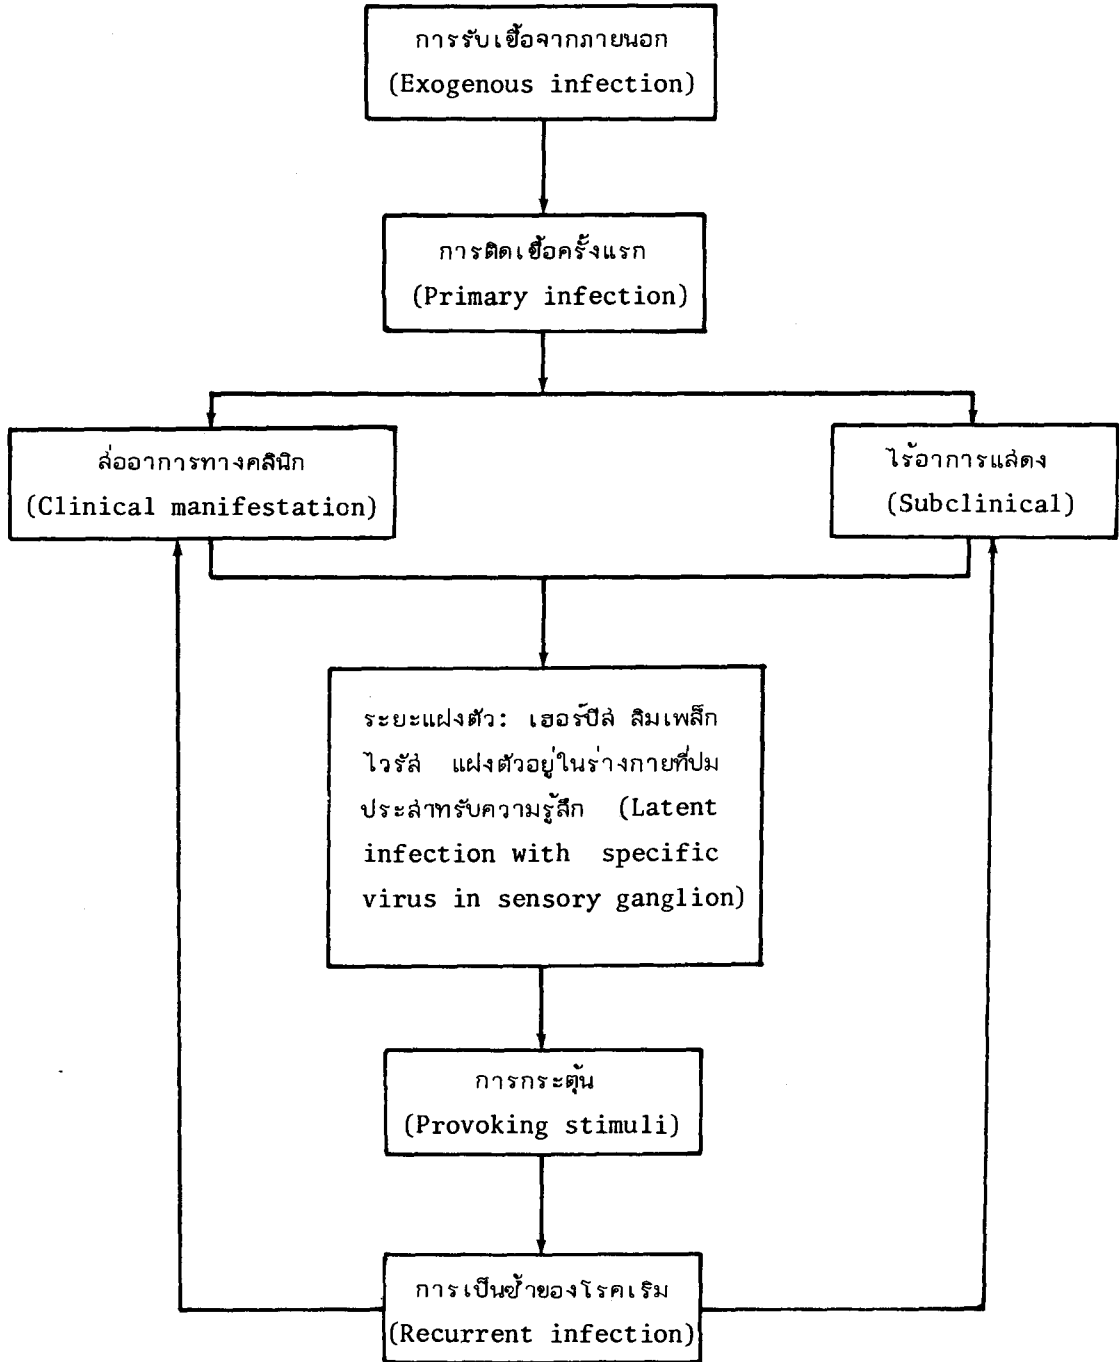 การรับเชื้อจากภายนอก
(Exogenous infection)
การติดเชื้อครั้งแรก
(Primary infection)
ส่ออาการทางคลินิก
(Clinical manifestation)
ไร้อาการแสดง
(Subclinical)
ระยะแฝงตัว: เฮอร์ปีส์ สิมเพล็ก
ไวรัส แฝงตัวอยู่ในร่างกายที่ปม
ประสาทรับความรู้สึก (Latent
infection with specific
virus in sensory ganglion)
การกระตุ้น
(Provoking stimuli)
การเป็นซ้ำของโรคเริม
(Recurrent infection)